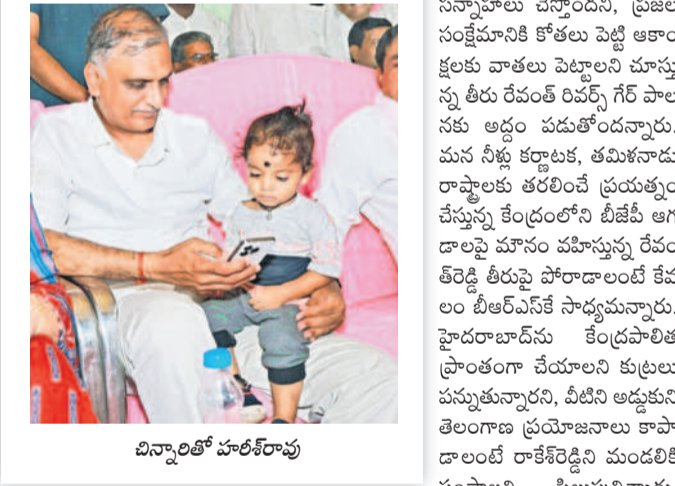 చిన్నారితో హరీశ్‌రావు
సన్నాహాలు చేస్తోందని, ప్రజల
సంక్షేమానికి కోతలు పెట్టి ఆకాం
క్షలకు వాతలు పెట్టాలని చూస్తు
న్న తీరు రేవంత్ రివర్స్ గేర్ పాల
నకు అద్దం పడుతోందన్నారు.
మన నీళ్లు కర్ణాటక, తమిళనాడు
రాష్ట్రాలకు తరలించే ప్రయత్నం
చేస్తున్న కేంద్రంలోని బీజేపీ ఆగ
డాలపై మౌనం వహిస్తున్న రేవం
త్‌రెడ్డి తీరుపై పోరాడాలంటే కేవ
లం బీఆర్ఎస్‌కే సాధ్యమన్నారు.
హైదరాబాద్‌ను కేంద్రపాలిత
ప్రాంతంగా చేయాలని కుట్రలు
పన్నుతున్నారని, వీటిని అడ్డుకుని
తెలంగాణ ప్రయోజనాలు కాపా
డాలంటే రాకేశ్‌రెడ్డిని మండలికి